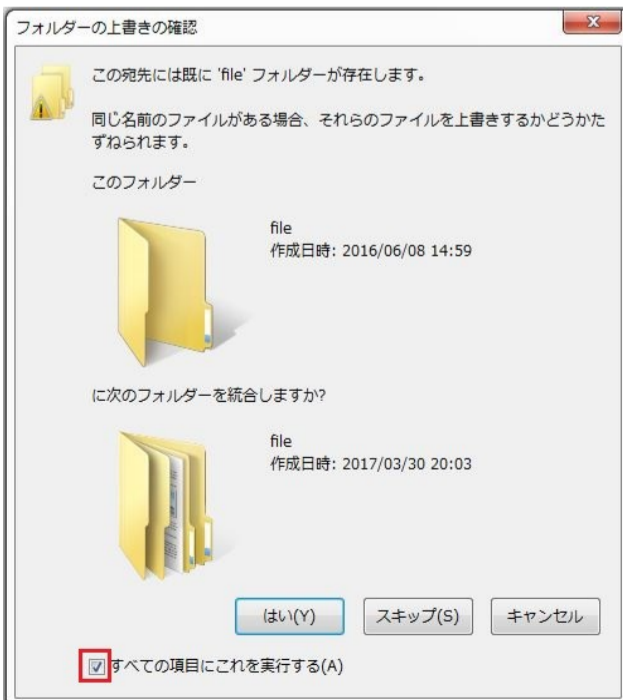 フォルダーの上書きの確認
この宛先には既に 'file' フォルダーが存在します。
同じ名前のファイルがある場合、それらのファイルを上書きするかどうかた
ずねられます。
このフォルダー
file
作成日時: 2016/06/08 14:59
に次のフォルダーを統合しますか?
file
作成日時: 2017/03/30 20:03
はい(Y) スキップ(S) キャンセル
すべての項目にこれを実行する(A)